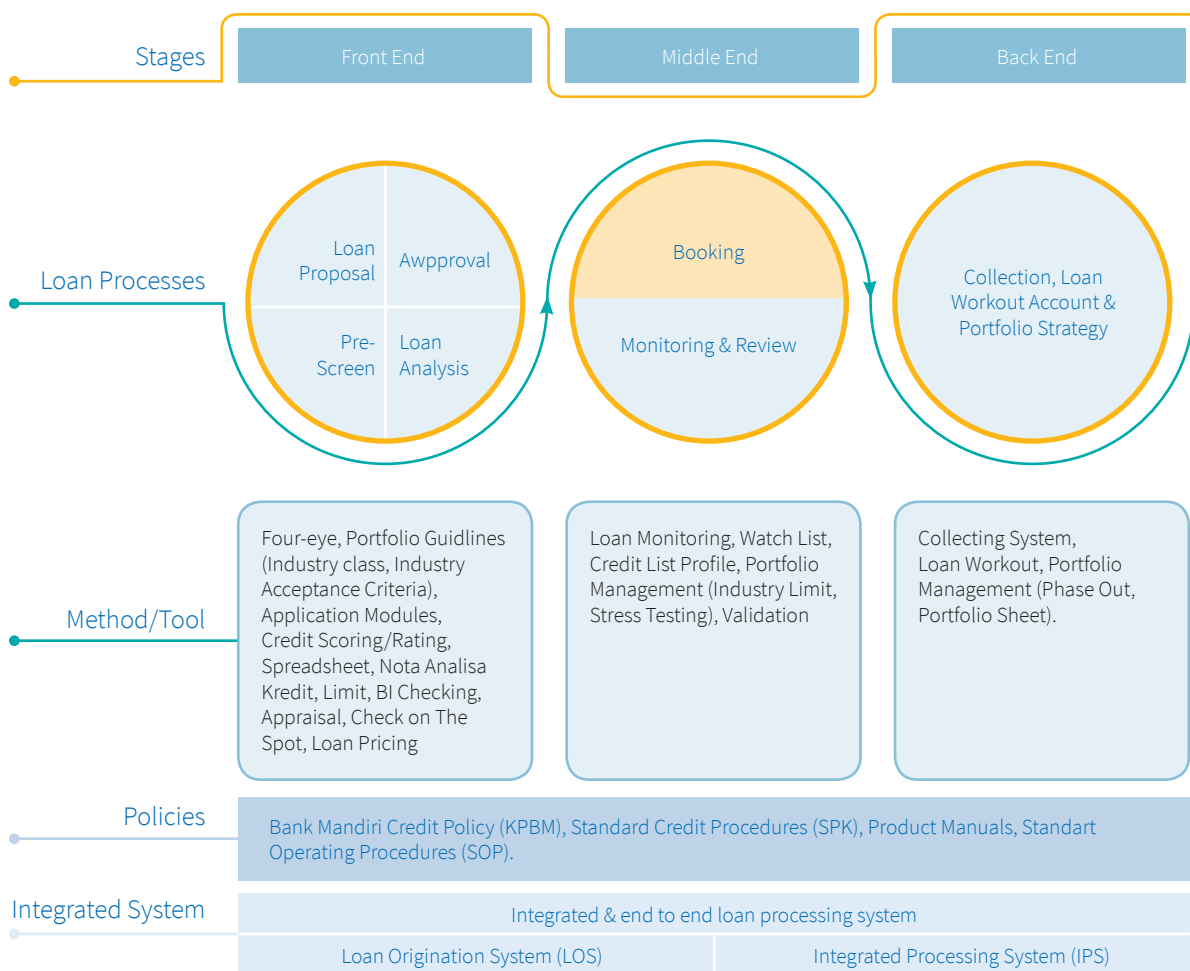 Stages
Front End
Middle End
Back End
Loan Processes
Loan
Proposal
Awpproval
Pre-
Screen
Loan
Analysis
Booking
Monitoring & Review
Collection, Loan
Workout Account &
Portfolio Strategy
Method/Tool
Four-eye, Portfolio Guidlines
(Industry class, Industry
Acceptance Criteria),
Application Modules,
Credit Scoring/Rating,
Spreadsheet, Nota Analisa
Kredit, Limit, BI Checking,
Appraisal, Check on The
Spot, Loan Pricing
Loan Monitoring, Watch List,
Credit List Profile, Portfolio
Management (Industry Limit,
Stress Testing), Validation
Collecting System,
Loan Workout, Portfolio
Management (Phase Out,
Portfolio Sheet).
Policies
Bank Mandiri Credit Policy (KPBM), Standard Credit Procedures (SPK), Product Manuals, Standart
Operating Procedures (SOP).
Integrated System
Integrated & end to end loan processing system
Loan Origination System (LOS)
Integrated Processing System (IPS)